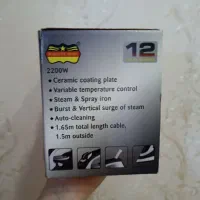 12
2200W
• Ceramic coating plate
• Variable temperature control
• Steam & Spray iron
• Burst & Vertical surge of steam
• Auto-cleaning
• 1.65m total length cable,
1.5m outside